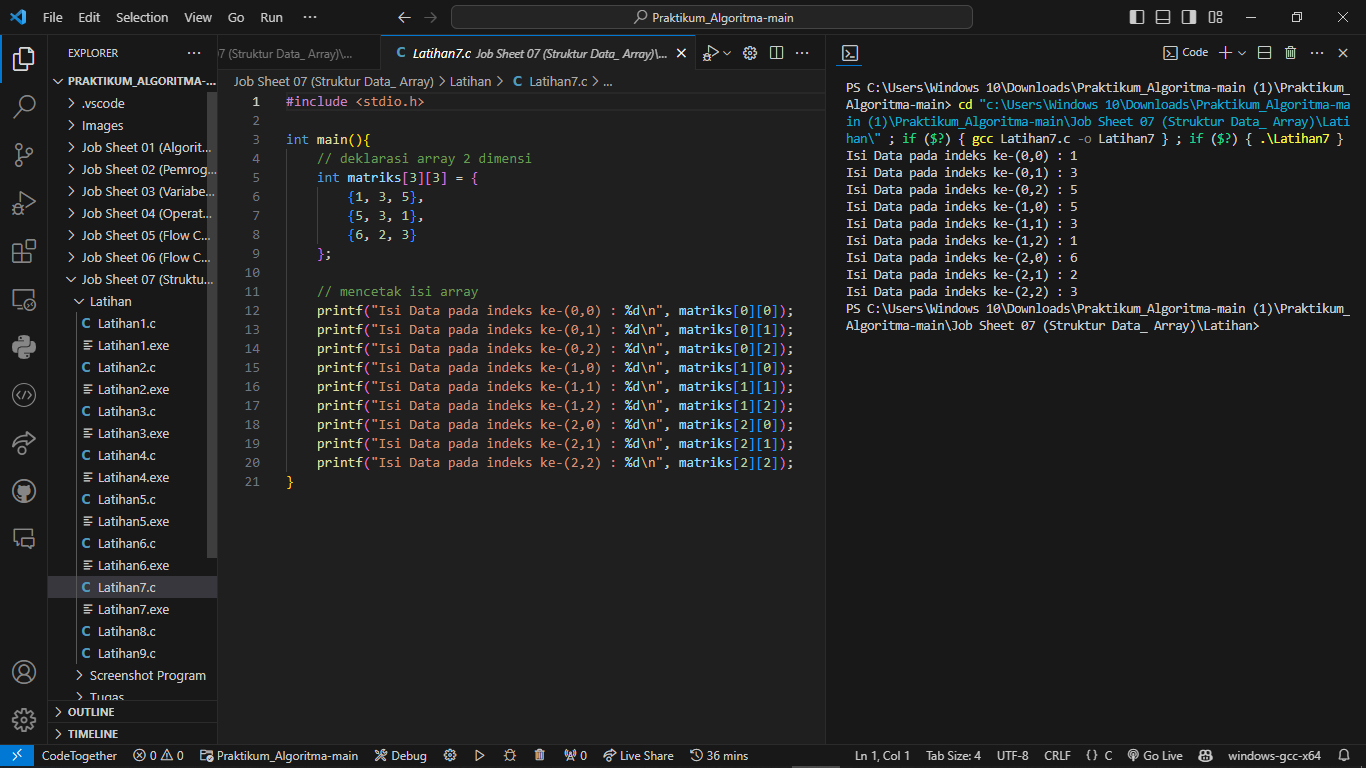 File Edit Selection View Go Run ···
Praktikum_Algoritma-main
EXPLORER ···
PRAKTIKUM_ALGORITMA-...
.vscode
Images
Job Sheet 01 (Algorit...
Job Sheet 02 (Pemrog...
Job Sheet 03 (Variabe...
Job Sheet 04 (Operat...
Job Sheet 05 (Flow C...
Job Sheet 06 (Flow C...
Job Sheet 07 (Struktu...
Latihan
C Latihan1.c
Latihan1.exe
C Latihan2.c
Latihan2.exe
C Latihan3.c
Latihan3.exe
C Latihan4.c
Latihan4.exe
C Latihan5.c
Latihan5.exe
C Latihan6.c
Latihan6.exe
C Latihan7.c
Latihan7.exe
C Latihan8.c
C Latihan9.c
Screenshot Program
Tugas
OUTLINE
TIMELINE
07 (Struktur Data_ Array)\...
C Latihan7.c Job Sheet 07 (Struktur Data_ Array)\...
Job Sheet 07 (Struktur Data_ Array) > Latihan > C Latihan7.c > ...
1 #include <stdio.h>
2
3 int main(){
4 // deklarasi array 2 dimensi
5 int matriks[3][3] = {
6 {1, 3, 5},
7 {5, 3, 1},
8 {6, 2, 3}
9 };
10
11 // mencetak isi array
12 printf("Isi Data pada indeks ke-(0,0) : %d\n", matriks[0][0]);
13 printf("Isi Data pada indeks ke-(0,1) : %d\n", matriks[0][1]);
14 printf("Isi Data pada indeks ke-(0,2) : %d\n", matriks[0][2]);
15 printf("Isi Data pada indeks ke-(1,0) : %d\n", matriks[1][0]);
16 printf("Isi Data pada indeks ke-(1,1) : %d\n", matriks[1][1]);
17 printf("Isi Data pada indeks ke-(1,2) : %d\n", matriks[1][2]);
18 printf("Isi Data pada indeks ke-(2,0) : %d\n", matriks[2][0]);
19 printf("Isi Data pada indeks ke-(2,1) : %d\n", matriks[2][1]);
20 printf("Isi Data pada indeks ke-(2,2) : %d\n", matriks[2][2]);
21 }
Code
PS C:\Users\Windows 10\Downloads\Praktikum_Algoritma-main (1)\Praktikum_
Algoritma-main> cd "c:\Users\Windows 10\Downloads\Praktikum_Algoritma-ma
in (1)\Praktikum_Algoritma-main\Job Sheet 07 (Struktur Data_ Array)\Lati
han\" ; if ($?) { gcc Latihan7.c -o Latihan7 } ; if ($?) { .\Latihan7 }
Isi Data pada indeks ke-(0,0) : 1
Isi Data pada indeks ke-(0,1) : 3
Isi Data pada indeks ke-(0,2) : 5
Isi Data pada indeks ke-(1,0) : 5
Isi Data pada indeks ke-(1,1) : 3
Isi Data pada indeks ke-(1,2) : 1
Isi Data pada indeks ke-(2,0) : 6
Isi Data pada indeks ke-(2,1) : 2
Isi Data pada indeks ke-(2,2) : 3
PS C:\Users\Windows 10\Downloads\Praktikum_Algoritma-main (1)\Praktikum_
Algoritma-main\Job Sheet 07 (Struktur Data_ Array)\Latihan>
CodeTogether 0 0 Praktikum_Algoritma-main Debug 0 Live Share 36 mins Ln 1, Col 1 Tab Size: 4 UTF-8 CRLF {} C Go Live windows-gcc-x64